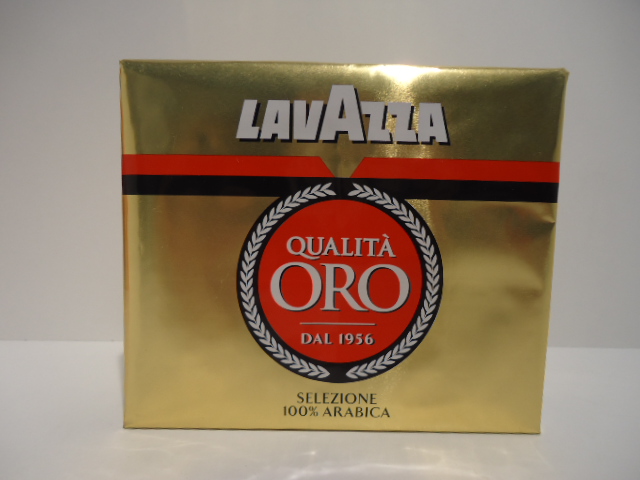 LAVAZZA
QUALITÀ
ORO
DAL 1956
SELEZIONE
100% ARABICA